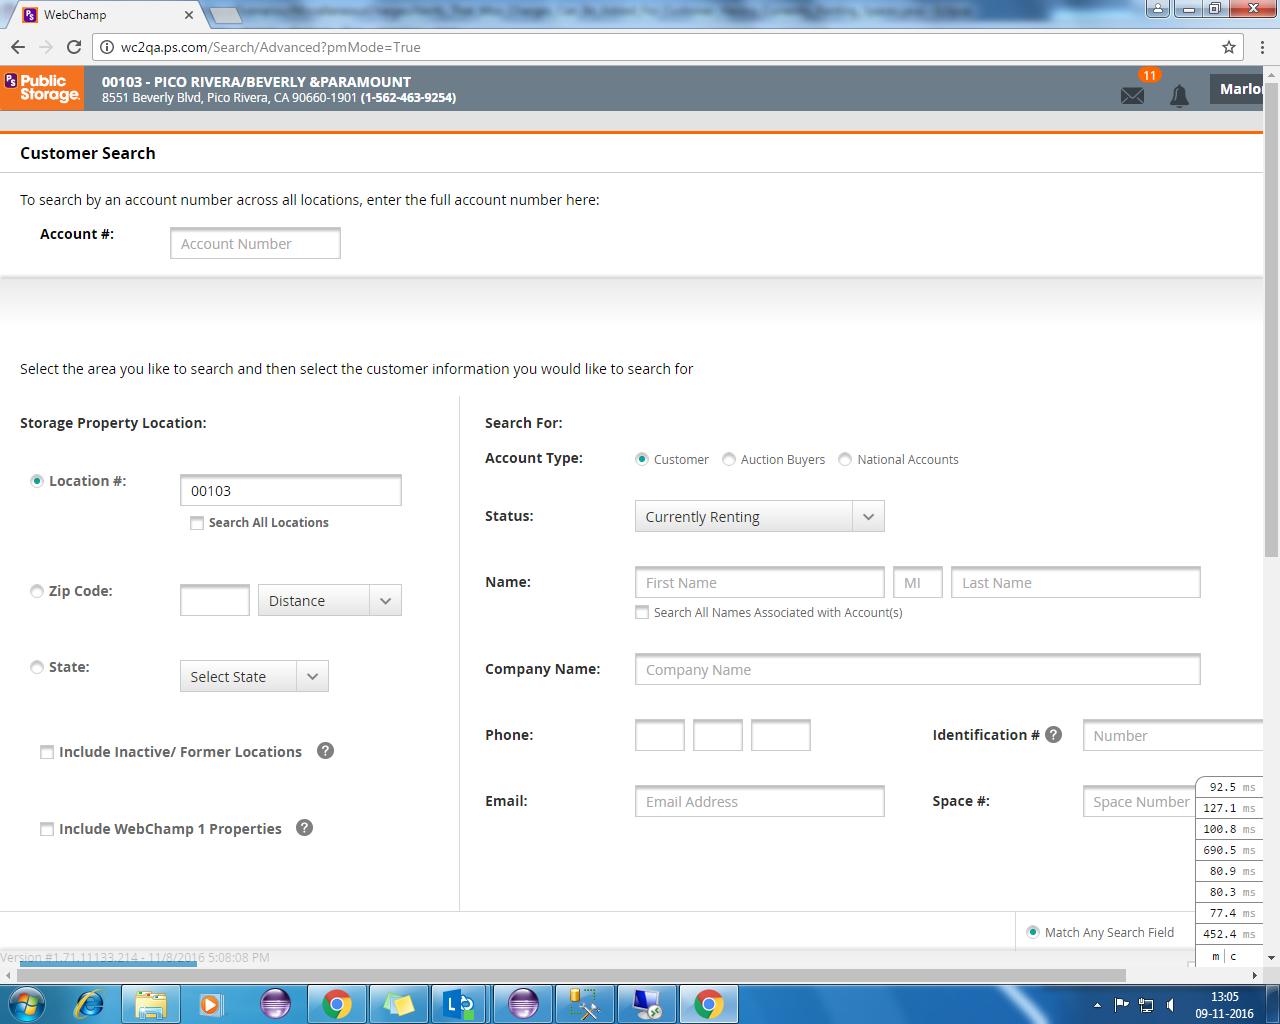 WebChamp
wc2qa.ps.com/Search/Advanced?pmMode=True
PS Public Storage.
00103 - PICO RIVERA/BEVERLY &PARAMOUNT
8551 Beverly Blvd, Pico Rivera, CA 90660-1901 (1-562-463-9254)
11
Marlo
Customer Search
To search by an account number across all locations, enter the full account number here:
Account #: Account Number
Select the area you like to search and then select the customer information you would like to search for
Storage Property Location:
Location #: 00103
Search All Locations
Zip Code: Distance
State: Select State
Include Inactive/ Former Locations ?
Include WebChamp 1 Properties ?
Search For:
Account Type: Customer Auction Buyers National Accounts
Status: Currently Renting
Name: First Name MI Last Name
Search All Names Associated with Account(s)
Company Name: Company Name
Phone: Identification # ? Number
Email: Email Address Space #: Space Number
92.5 ms
127.1 ms
100.8 ms
690.5 ms
80.9 ms
80.3 ms
77.4 ms
452.4 ms
m | c
Match Any Search Field
Version #1.71.11133.214 - 11/8/2016 5:08:08 PM
13:05
09-11-2016